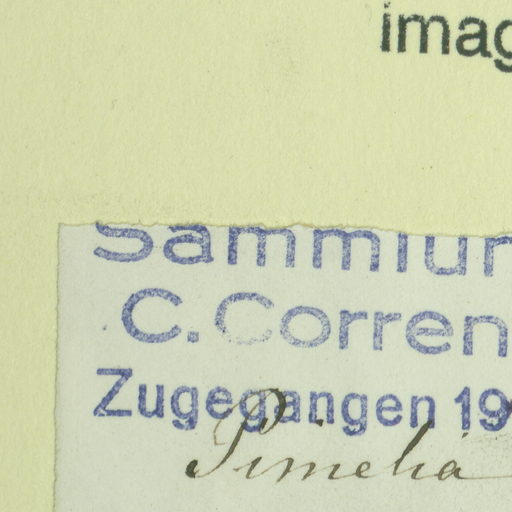 imag
Sammlun
C. Corren
Zugegangen 19
Pimelia